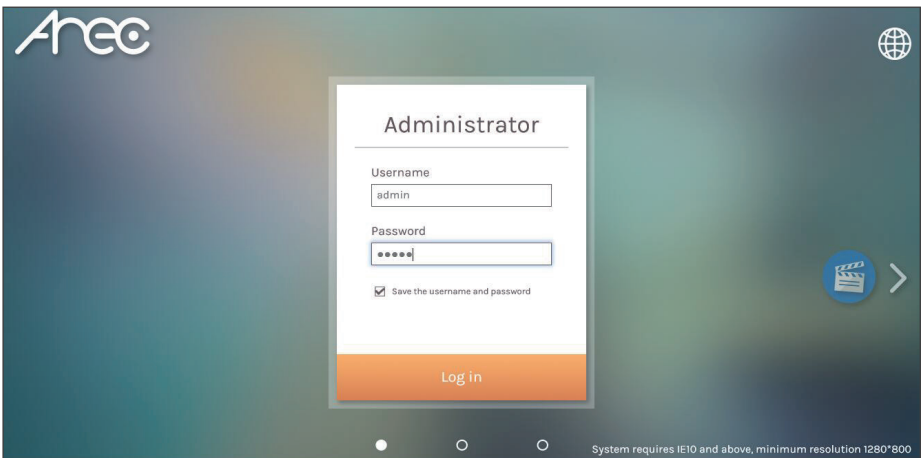 Arec
Administrator
Username
admin
Password
•••••
Save the username and password
Log in
System requires IE10 and above, minimum resolution 1280*800